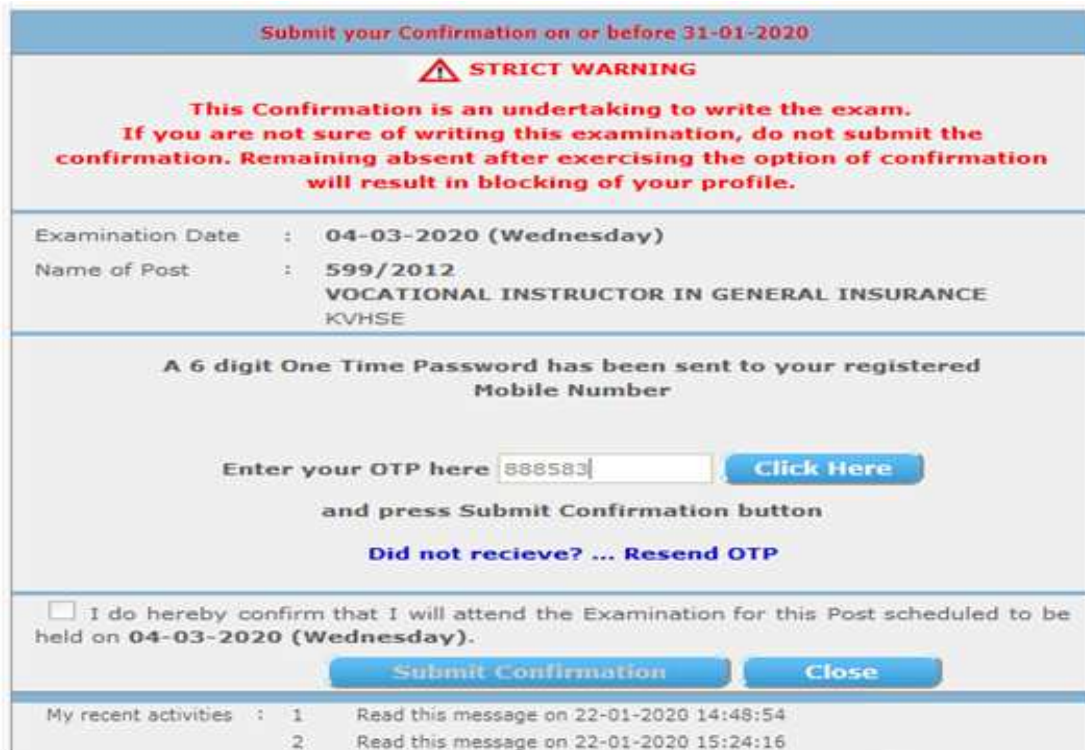 Submit your Confirmation on or before 31-01-2020
STRICT WARNING
This Confirmation is an undertaking to write the exam.
If you are not sure of writing this examination, do not submit the
confirmation. Remaining absent after exercising the option of confirmation
will result in blocking of your profile.
Examination Date : 04-03-2020 (Wednesday)
Name of Post : 599/2012
VOCATIONAL INSTRUCTOR IN GENERAL INSURANCE
KVHSE
A 6 digit One Time Password has been sent to your registered
Mobile Number
Enter your OTP here 888583 Click Here
and press Submit Confirmation button
Did not recieve? ... Resend OTP
I do hereby confirm that I will attend the Examination for this Post scheduled to be
held on 04-03-2020 (Wednesday).
Submit Confirmation Close
My recent activities : 1 Read this message on 22-01-2020 14:48:54
2 Read this message on 22-01-2020 15:24:16